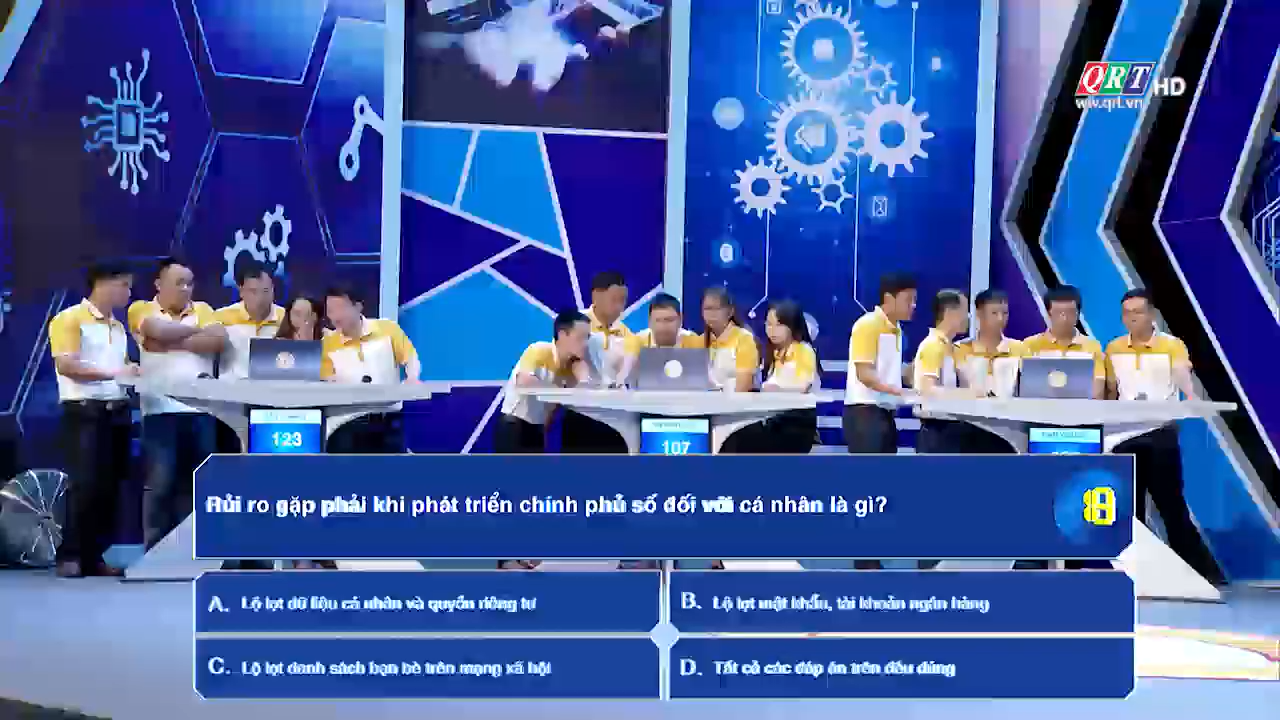 QRT HD
www.qrt.vn
123
107
Rủi ro gặp phải khi phát triển chính phủ số đối với cá nhân là gì?
A. Lộ lọt dữ liệu cá nhân và quyền riêng tư
B. Lộ lọt mật khẩu, tài khoản ngân hàng
C. Lộ lọt danh sách bạn bè trên mạng xã hội
D. Tất cả các đáp án trên đều đúng